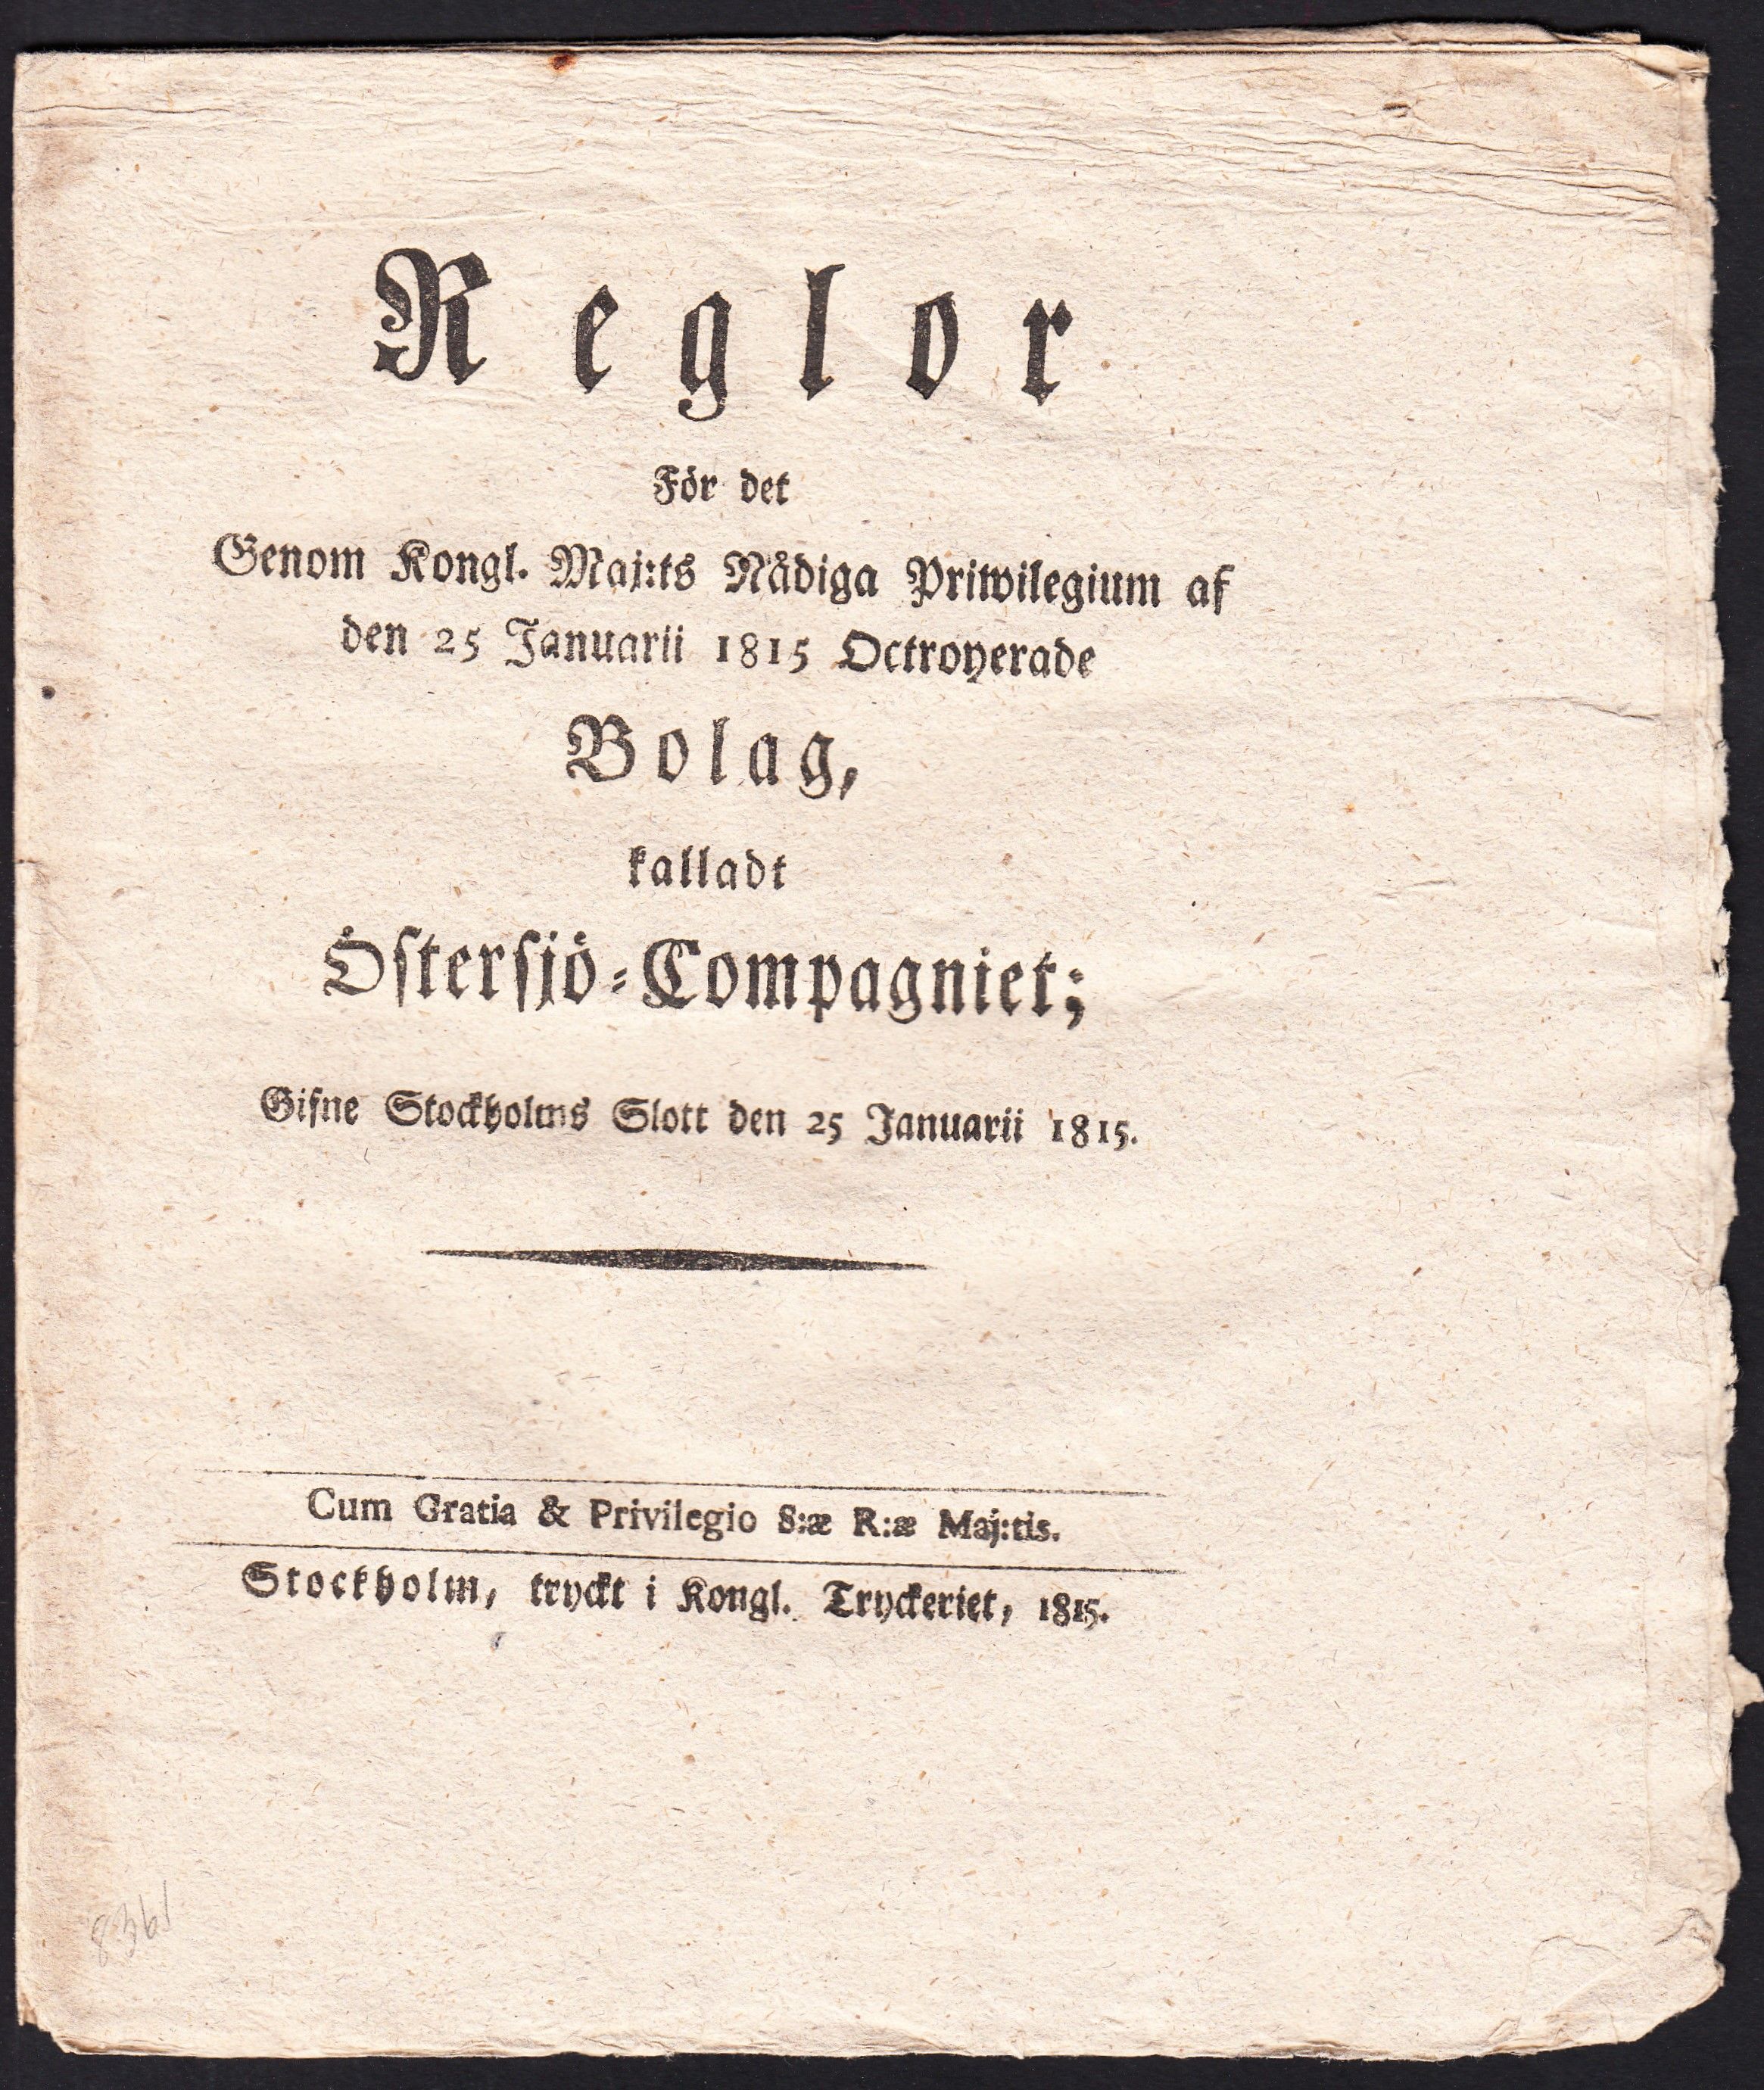 Reglor
För det
Genom Kongl. Maj:ts Nådiga Priwilegium af
den 25 Januarii 1815 Octroyerade
Bolag,
kalladt
Östersjö-Compagniet;
Gifne Stockholms Slott den 25 Januarii 1815.
Cum Gratia & Privilegio S:æ R:æ Maj:tis.
Stockholm, tryckt i Kongl. Tryckeriet, 1815.
8361